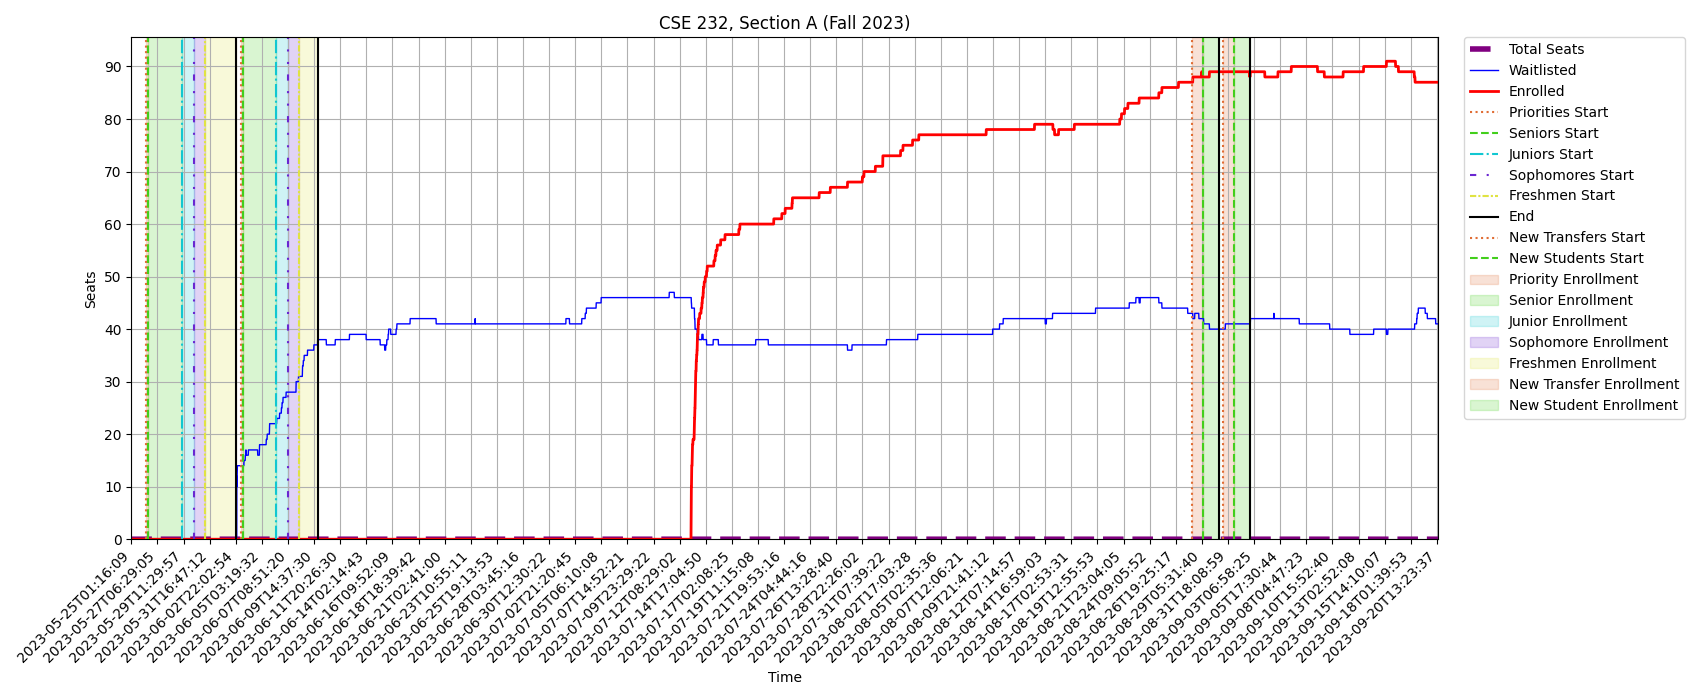 CSE 232, Section A (Fall 2023)
Seats
90
80
70
60
50
40
30
20
10
0
2023-05-25T01:16:09
2023-05-27T06:29:05
2023-05-29T11:29:57
2023-05-31T16:47:12
2023-06-02T22:02:54
2023-06-05T03:19:32
2023-06-07T08:51:20
2023-06-09T14:37:30
2023-06-11T20:26:30
2023-06-14T02:14:43
2023-06-16T09:52:09
2023-06-18T18:39:42
2023-06-21T02:41:00
2023-06-23T10:55:11
2023-06-25T19:13:53
2023-06-28T03:45:16
2023-06-30T12:30:22
2023-07-02T21:20:45
2023-07-05T06:10:08
2023-07-07T14:52:21
2023-07-09T23:29:22
2023-07-12T08:29:02
2023-07-14T17:04:50
2023-07-17T02:08:25
2023-07-19T11:15:08
2023-07-21T19:53:16
2023-07-24T04:44:16
2023-07-26T13:28:40
2023-07-28T22:26:02
2023-07-31T07:39:22
2023-08-02T17:03:28
2023-08-05T02:35:36
2023-08-07T12:06:21
2023-08-09T21:41:12
2023-08-12T07:14:57
2023-08-14T16:59:03
2023-08-17T02:53:31
2023-08-19T12:55:53
2023-08-21T23:04:05
2023-08-24T09:05:52
2023-08-26T19:25:17
2023-08-29T05:31:40
2023-08-31T18:08:59
2023-09-03T06:58:25
2023-09-05T17:30:44
2023-09-08T04:47:23
2023-09-10T15:52:40
2023-09-13T02:52:08
2023-09-15T14:10:07
2023-09-18T01:39:53
2023-09-20T13:23:37
Time
Total Seats
Waitlisted
Enrolled
Priorities Start
Seniors Start
Juniors Start
Sophomores Start
Freshmen Start
End
New Transfers Start
New Students Start
Priority Enrollment
Senior Enrollment
Junior Enrollment
Sophomore Enrollment
Freshmen Enrollment
New Transfer Enrollment
New Student Enrollment